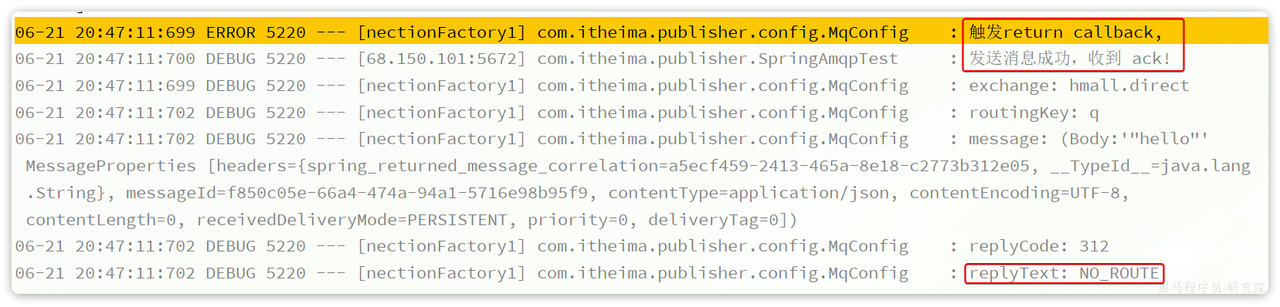 06-21 20:47:11:699 ERROR 5220 --- [nectionFactory1] com.itheima.publisher.config.MqConfig : 触发return callback,
06-21 20:47:11:700 DEBUG 5220 --- [68.150.101:5672] com.itheima.publisher.SpringAmqpTest : 发送消息成功，收到 ack!
06-21 20:47:11:699 DEBUG 5220 --- [nectionFactory1] com.itheima.publisher.config.MqConfig : exchange: hmall.direct
06-21 20:47:11:702 DEBUG 5220 --- [nectionFactory1] com.itheima.publisher.config.MqConfig : routingKey: q
06-21 20:47:11:702 DEBUG 5220 --- [nectionFactory1] com.itheima.publisher.config.MqConfig : message: (Body:'"hello"'
MessageProperties [headers={spring_returned_message_correlation=a5ecf459-2413-465a-8e18-c2773b312e05, __TypeId__=java.lang
.String}, messageId=f850c05e-66a4-474a-94a1-5716e98b95f9, contentType=application/json, contentEncoding=UTF-8,
contentLength=0, receivedDeliveryMode=PERSISTENT, priority=0, deliveryTag=0])
06-21 20:47:11:702 DEBUG 5220 --- [nectionFactory1] com.itheima.publisher.config.MqConfig : replyCode: 312
06-21 20:47:11:702 DEBUG 5220 --- [nectionFactory1] com.itheima.publisher.config.MqConfig : replyText: NO_ROUTE
黑马程序员-研究院